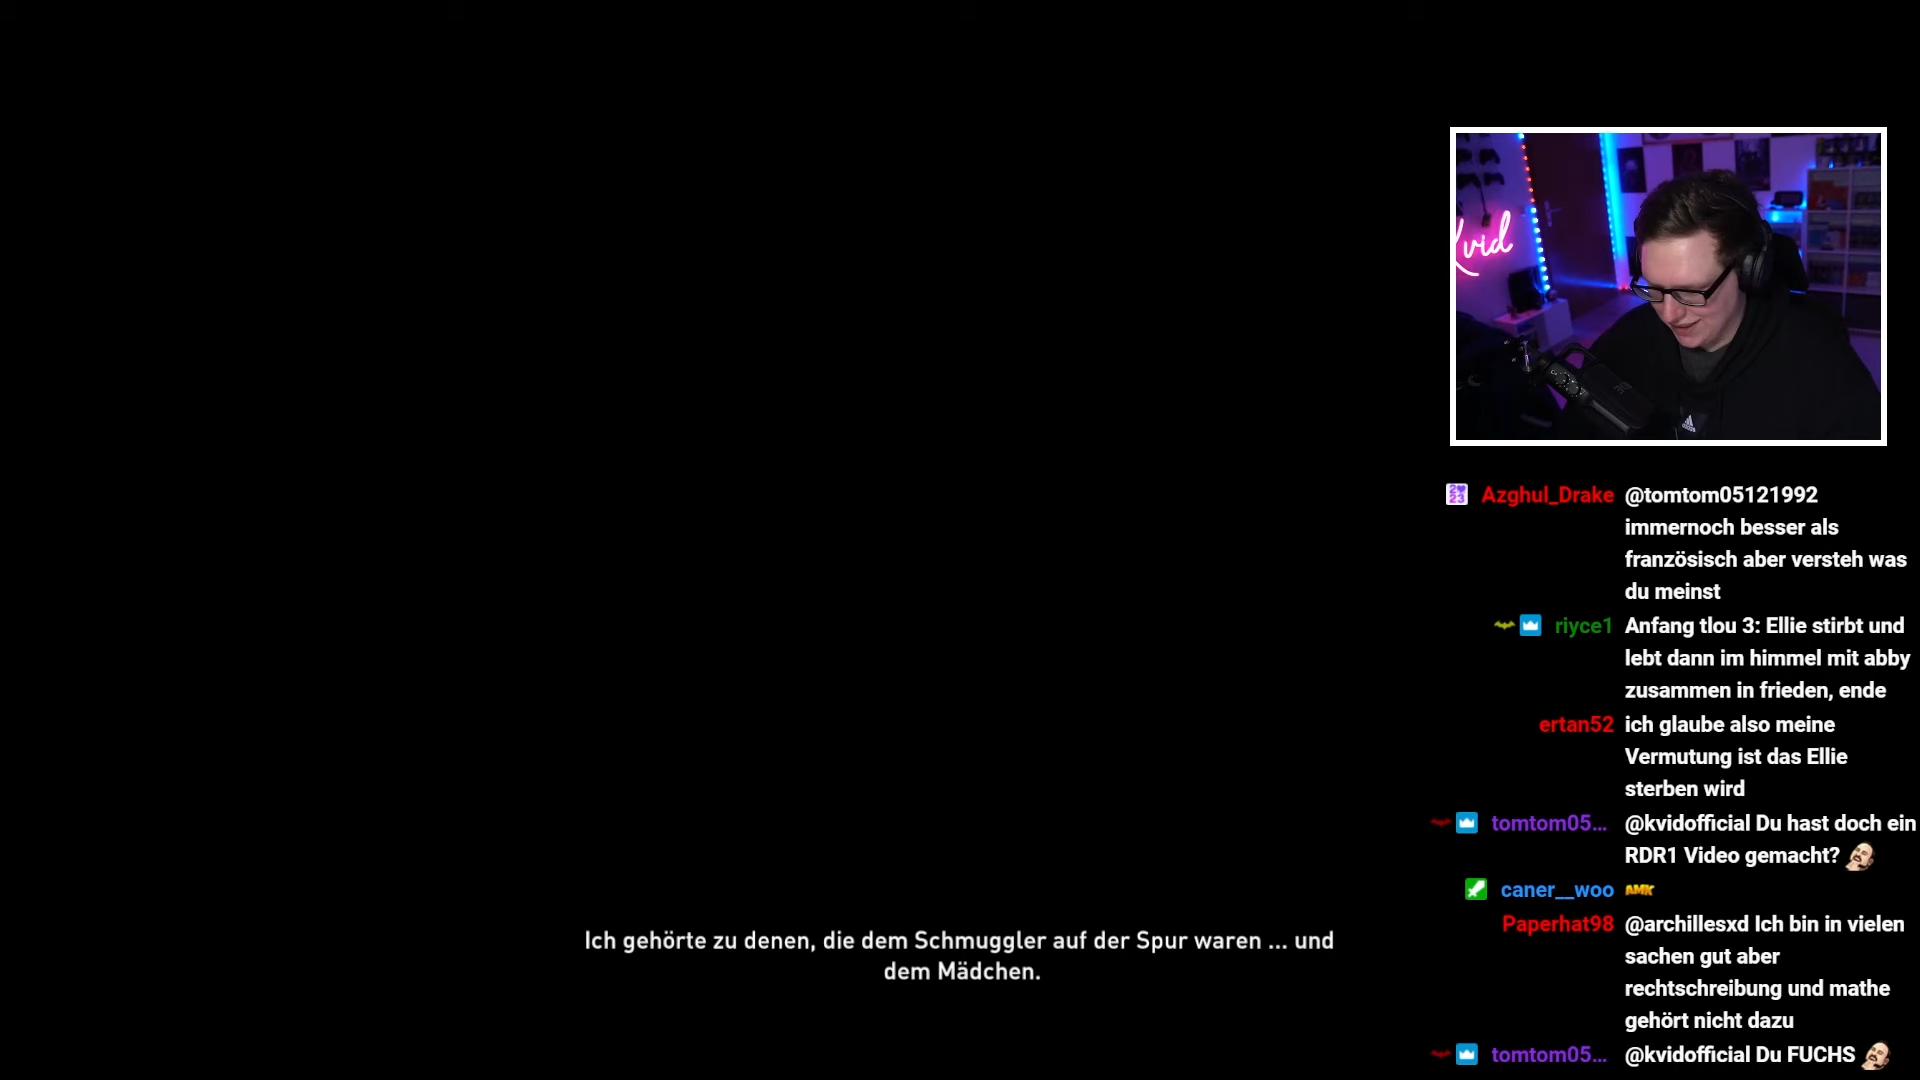 Kvid
Azghul_Drake @tomtom05121992
immernoch besser als
französisch aber versteh was
du meinst
riyce1 Anfang tlou 3: Ellie stirbt und
lebt dann im himmel mit abby
zusammen in frieden, ende
ertan52 ich glaube also meine
Vermutung ist das Ellie
sterben wird
tomtom05... @kvidofficial Du hast doch ein
RDR1 Video gemacht?
caner__woo AMK
Paperhat98 @archillesxd Ich bin in vielen
sachen gut aber
rechtschreibung und mathe
gehört nicht dazu
tomtom05... @kvidofficial Du FUCHS
Ich gehörte zu denen, die dem Schmuggler auf der Spur waren ... und
dem Mädchen.